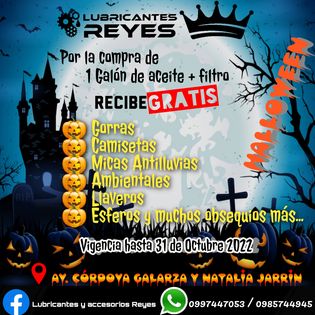 LUBRICANTES
REYES
Por la compra de
1 Galón de aceite + filtro
RECIBE GRATIS
HALLOWEEN
Gorras
Camisetas
Micas Antilluvias
Ambientales
Llaveros
Esferos y muchos obsequios más...
Vigencia hasta 31 de Octubre 2022
AV. CÓRDOVA GALARZA Y NATALIA JARRÍN
Lubricantes y accesorios Reyes
0997447053 / 0985744945